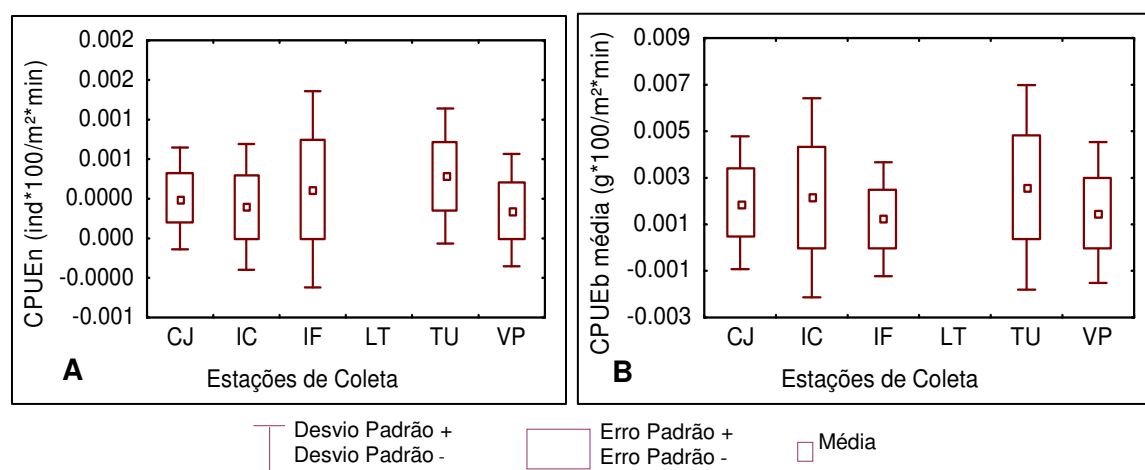 CPUEn (ind*100/m²*min)
0.002
0.002
0.001
0.001
0.0000
0.000
-0.0000
-0.001
CJ IC IF LT TU VP
A
Estações de Coleta
CPUEb média (g*100/m²*min)
0.009
0.007
0.005
0.003
0.001
-0.001
-0.003
CJ IC IF LT TU VP
B
Estações de Coleta
Desvio Padrão +
Desvio Padrão -
Erro Padrão +
Erro Padrão -
Média